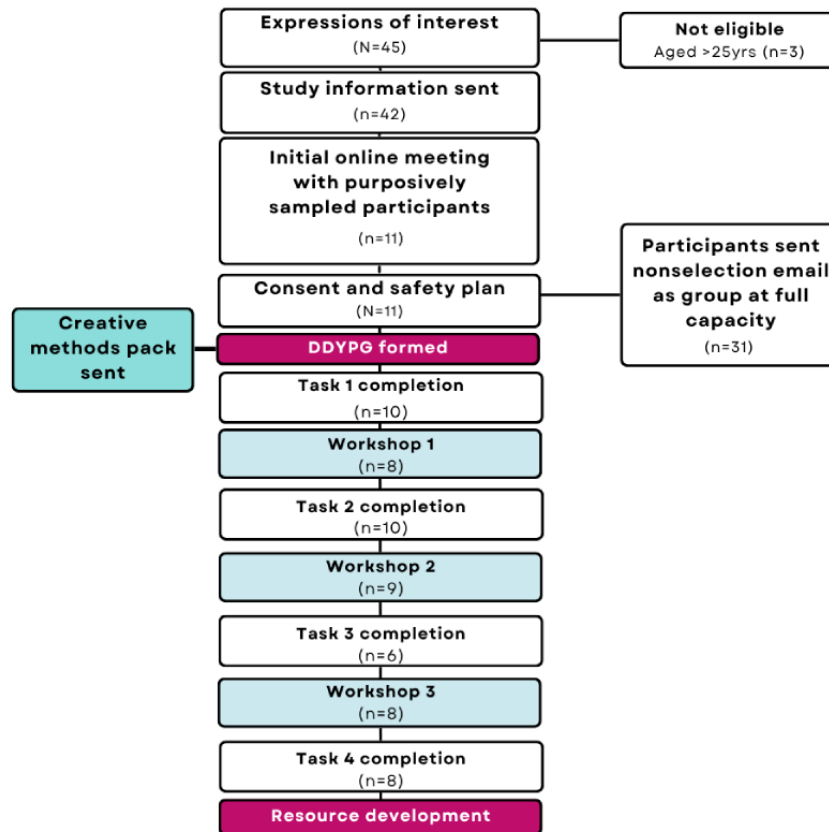 Expressions of interest
(N=45)
Not eligible
Aged >25yrs (n=3)
Study information sent
(n=42)
Initial online meeting
with purposively
sampled participants
(n=11)
Participants sent
nonselection email
as group at full
capacity
(n=31)
Consent and safety plan
(N=11)
Creative
methods pack
sent
DDYPG formed
Task 1 completion
(n=10)
Workshop 1
(n=8)
Task 2 completion
(n=10)
Workshop 2
(n=9)
Task 3 completion
(n=6)
Workshop 3
(n=8)
Task 4 completion
(n=8)
Resource development